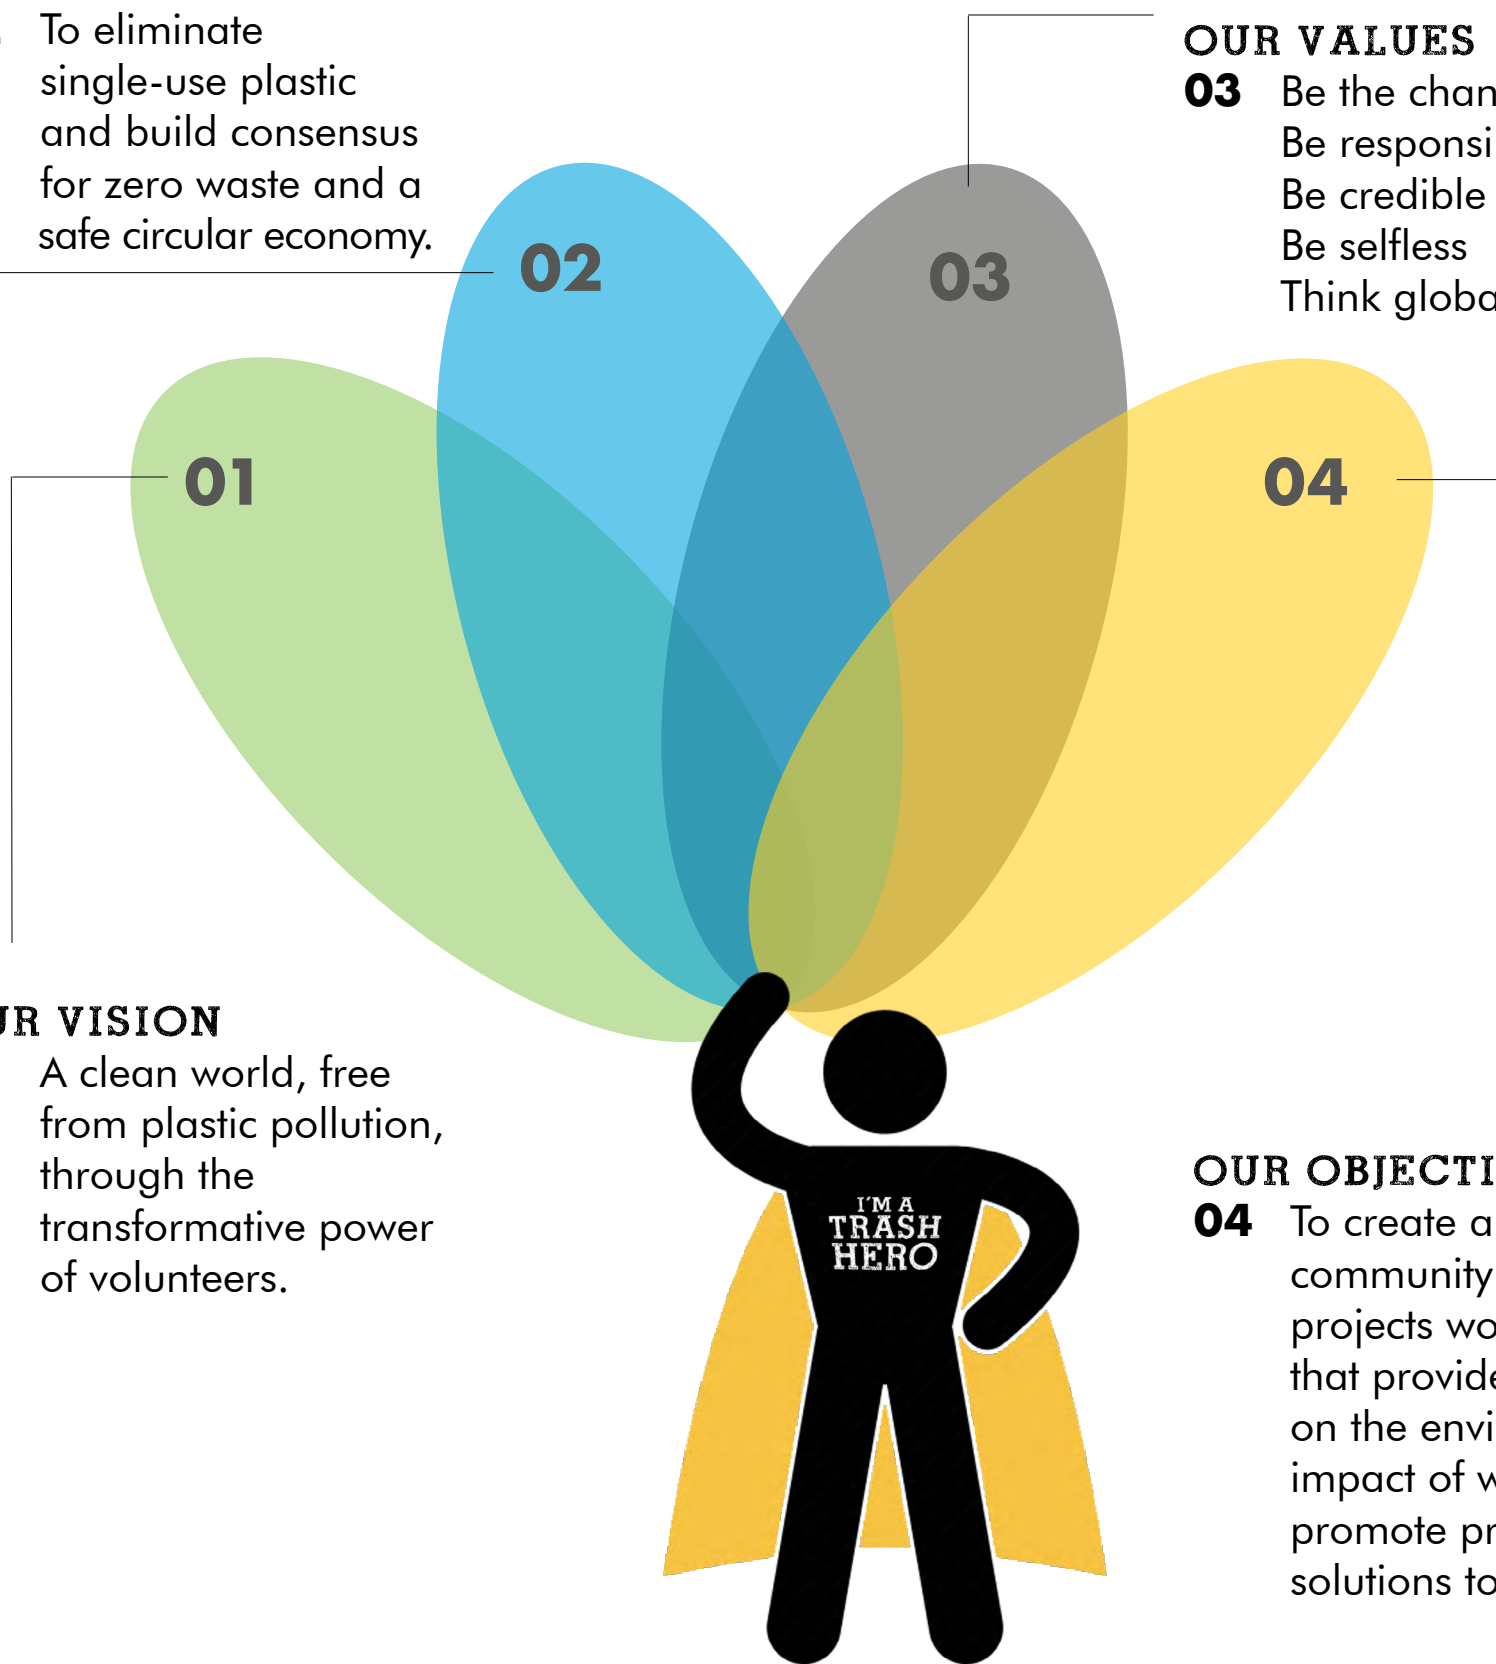 To eliminate
single-use plastic
and build consensus
for zero waste and a
safe circular economy.
OUR VALUES
03 Be the chan
Be responsi
Be credible
Be selfless
Think globa
02
03
01
04
UR VISION
A clean world, free
from plastic pollution,
through the
transformative power
of volunteers.
I'M A
TRASH
HERO
OUR OBJECTI
04 To create a
community
projects wo
that provide
on the envi
impact of w
promote pr
solutions to